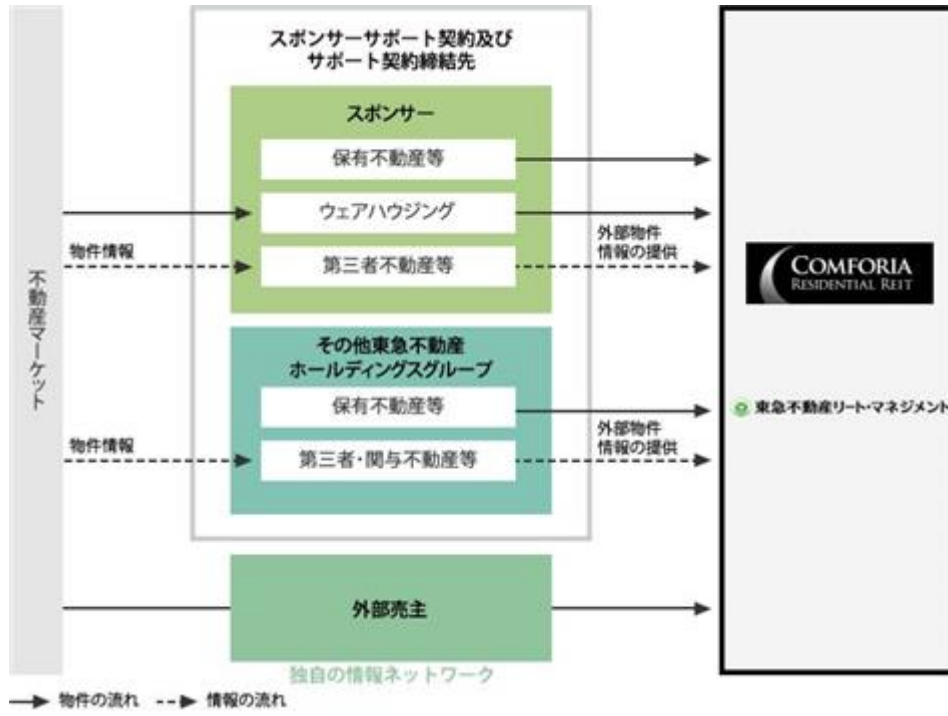 スポンサーサポート契約及び
サポート契約締結先
スポンサー
保有不動産等
ウェアハウジング
物件情報
第三者不動産等
外部物件
情報の提供
不動産マーケット
COMFORIA
RESIDENTIAL REIT
その他東急不動産
ホールディングスグループ
保有不動産等
東急不動産リート・マネジメント
物件情報
第三者・関与不動産等
外部物件
情報の提供
外部売主
独自の情報ネットワーク
物件の流れ
情報の流れ